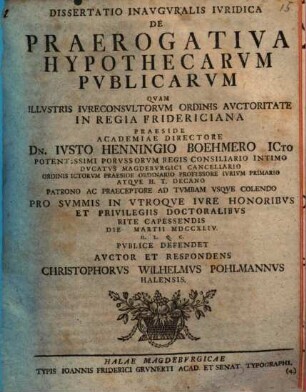 15
DISSERTATIO INAVGVRALIS IVRIDICA
DE
PRAEROGATIVA
HYPOTHECARVM
PVBLICARVM
QVAM
ILLVSTRIS IVRECONSVLTORVM ORDINIS AVCTORITATE
IN REGIA FRIDERICIANA
PRAESIDE
ACADEMIAE DIRECTORE
DN. IVSTO HENNINGIO BOEHMERO ICTO
POTENTISSIMI PORVSSORVM REGIS CONSILIARIO INTIMO
DVCATVS MAGDEBVRGICI CANCELLARIO
ORDINIS ICTORVM PRAESIDE ORDINARIO PROFESSORE IVRIVM PRIMARIO
ATQVE H. T. DECANO
PATRONO AC PRAECEPTORE AD TVMBAM VSQVE COLENDO
PRO SVMMIS IN VTROQVE IVRE HONORIBVS
ET PRIVILEGIIS DOCTORALIBVS
RITE CAPESSENDIS
DIE MARTII MDCCXLIV.
H. L. Q. C.
PVBLICE DEFENDET
AVCTOR ET RESPONDENS
CHRISTOPHORVS WILHELMVS POHLMANNVS
HALENSIS.
HALAE MAGDEBVRGICAE
TYPIS IOANNIS FRIDERICI GRVNERTI ACAD. ET SENAT. TYPOGRAPHI.
(a)